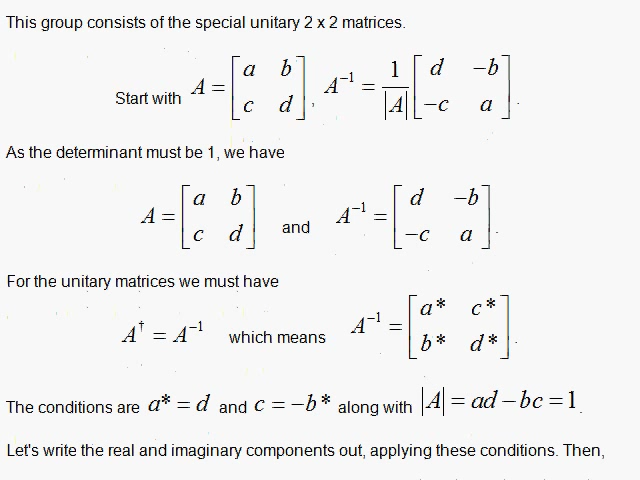 This group consists of the special unitary 2 x 2 matrices.
Start with A = [a b; c d], A⁻¹ = 1/|A| [d −b; −c a].
As the determinant must be 1, we have
A = [a b; c d] and A⁻¹ = [d −b; −c a].
For the unitary matrices we must have
A† = A⁻¹ which means A⁻¹ = [a* c*; b* d*].
The conditions are a* = d and c = −b* along with |A| = ad − bc = 1.
Let's write the real and imaginary components out, applying these conditions. Then,